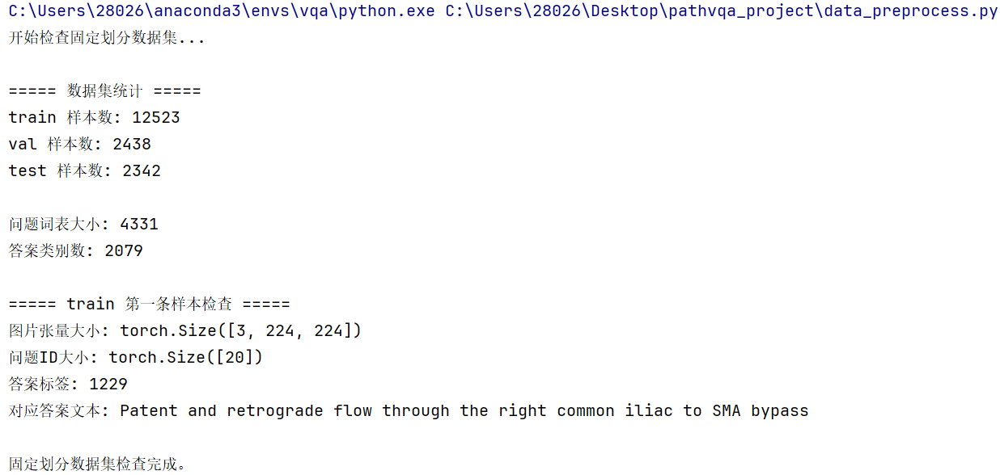 C:\Users\28026\anaconda3\envs\vqa\python.exe C:\Users\28026\Desktop\pathvqa_project\data_preprocess.py
开始检查固定划分数据集...
===== 数据集统计 =====
train 样本数: 12523
val 样本数: 2438
test 样本数: 2342
问题词表大小: 4331
答案类别数: 2079
===== train 第一条样本检查 =====
图片张量大小: torch.Size([3, 224, 224])
问题ID大小: torch.Size([20])
答案标签: 1229
对应答案文本: Patent and retrograde flow through the right common iliac to SMA bypass
固定划分数据集检查完成。